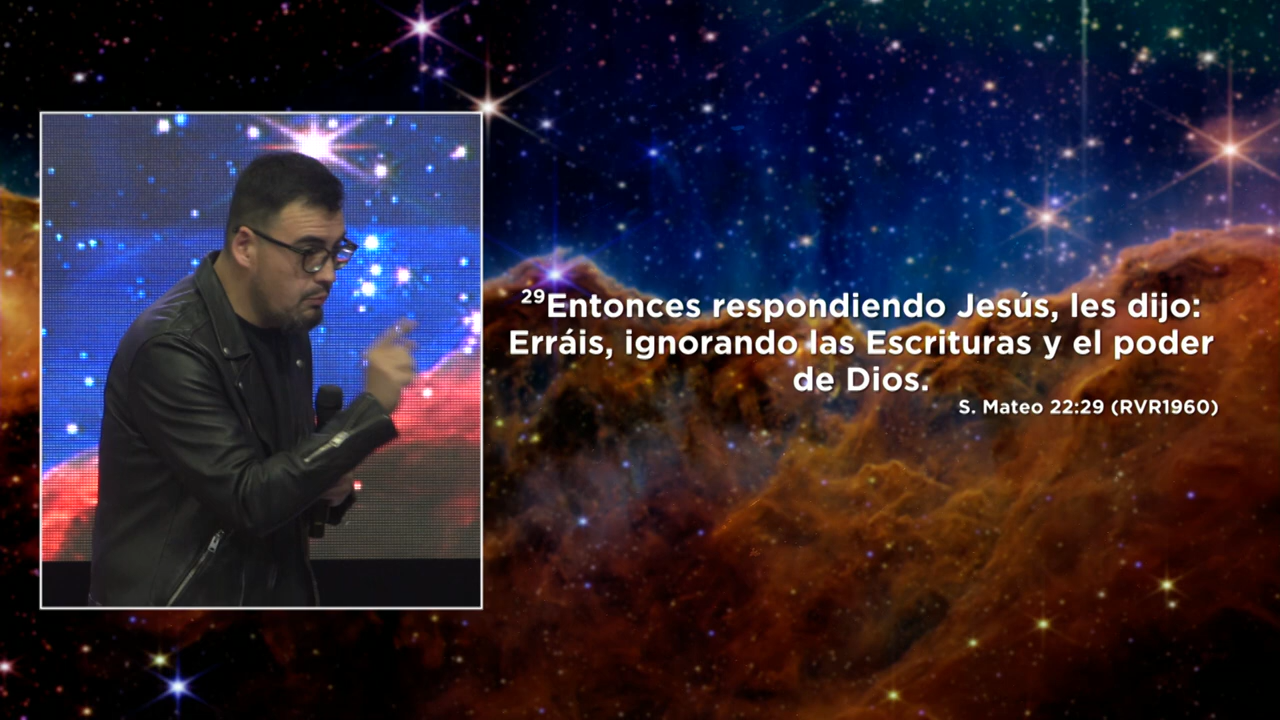 29Entonces respondiendo Jesús, les dijo:
Erráis, ignorando las Escrituras y el poder
de Dios.
S. Mateo 22:29 (RVR1960)